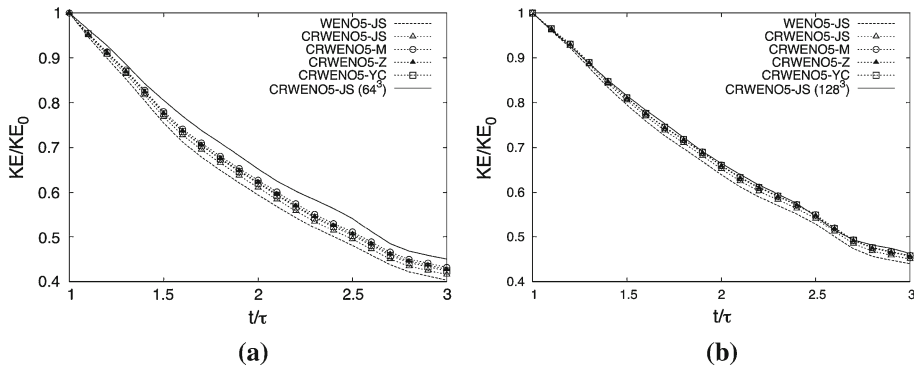 WENO5-JS
CRWENO5-JS
CRWENO5-M
CRWENO5-Z
CRWENO5-YC
CRWENO5-JS (64³)
KE/KE₀
1
0.9
0.8
0.7
0.6
0.5
0.4
1 1.5 2 2.5 3
t/τ
(a)
WENO5-JS
CRWENO5-JS
CRWENO5-M
CRWENO5-Z
CRWENO5-YC
CRWENO5-JS (128³)
KE/KE₀
1
0.9
0.8
0.7
0.6
0.5
0.4
1 1.5 2 2.5 3
t/τ
(b)